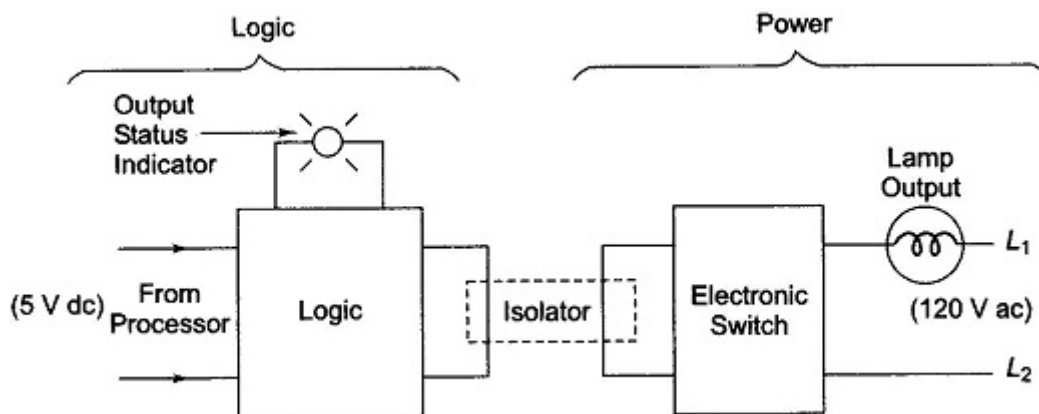 Logic
Power
Output
Status
Indicator
Lamp
Output
L1
(5 V dc)
From
Processor
Logic
Isolator
Electronic
Switch
(120 V ac)
L2